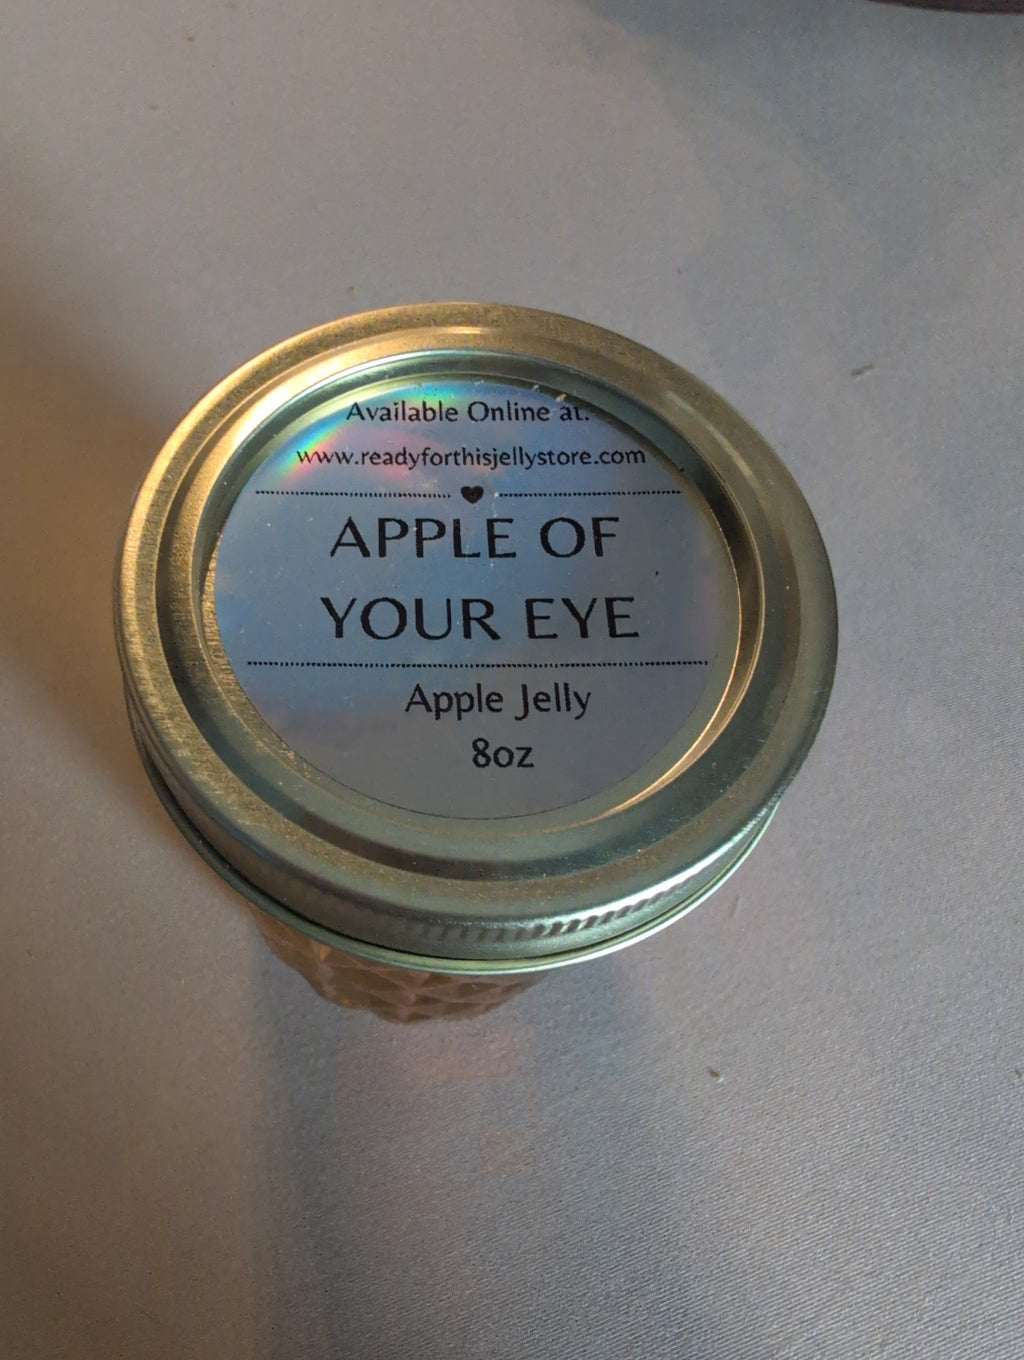 Available Online at:
www.readyforthisjellystore.com
APPLE OF
YOUR EYE
Apple Jelly
8oz